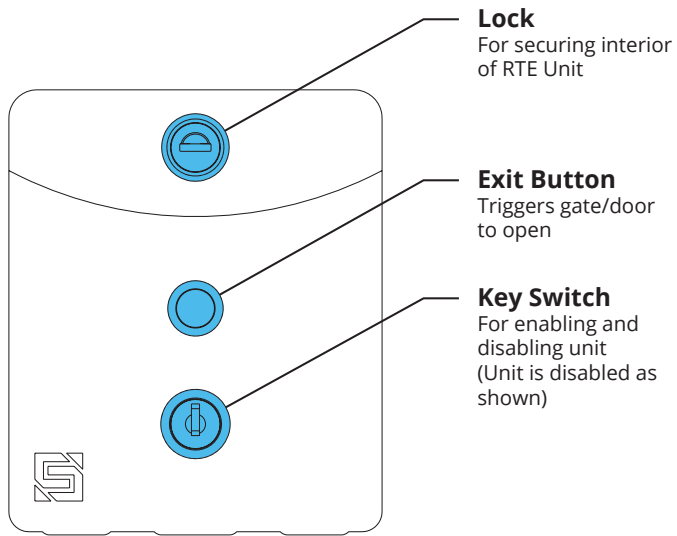 Lock
For securing interior
of RTE Unit
Exit Button
Triggers gate/door
to open
Key Switch
For enabling and
disabling unit
(Unit is disabled as
shown)